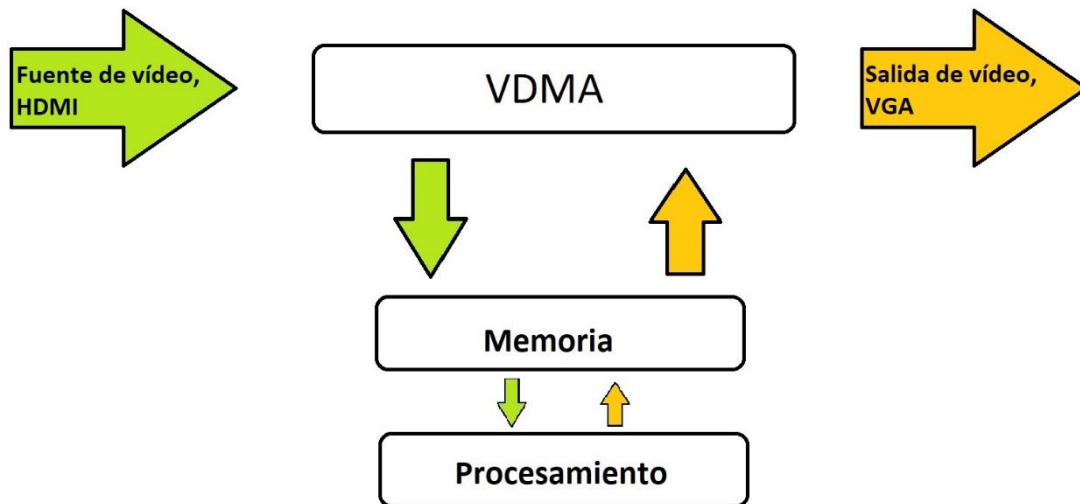 Fuente de vídeo,
HDMI
VDMA
Salida de vídeo,
VGA
Memoria
Procesamiento